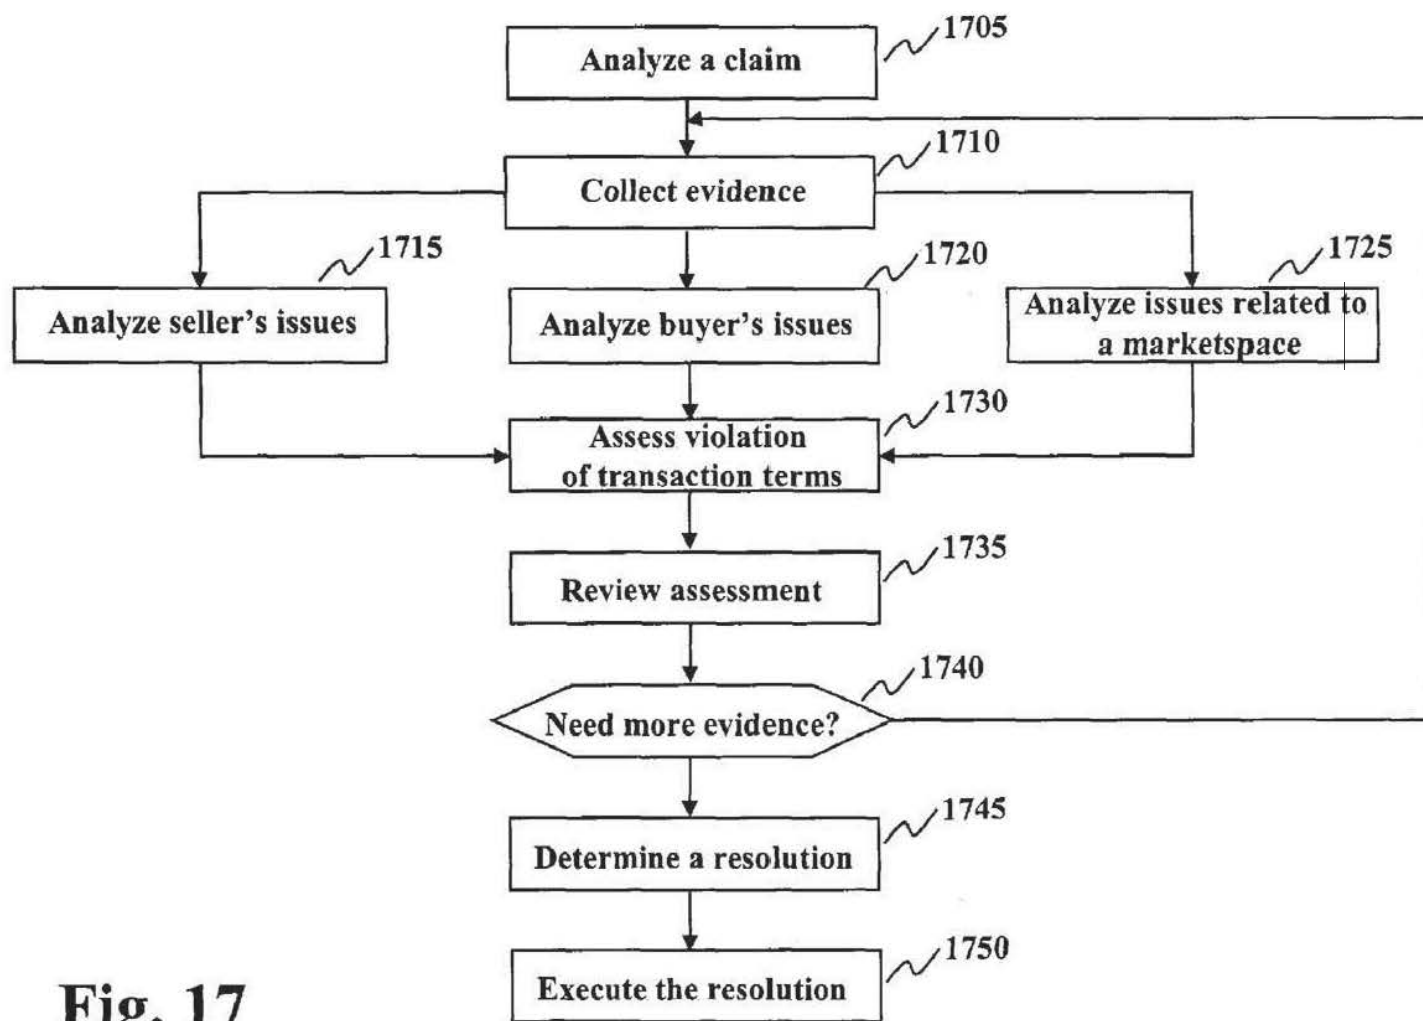 1705
Analyze a claim
1710
Collect evidence
1715
1720
1725
Analyze seller's issues
Analyze buyer's issues
Analyze issues related to
a marketspace
1730
Assess violation
of transaction terms
1735
Review assessment
1740
Need more evidence?
1745
Determine a resolution
1750
Execute the resolution
Fig. 17